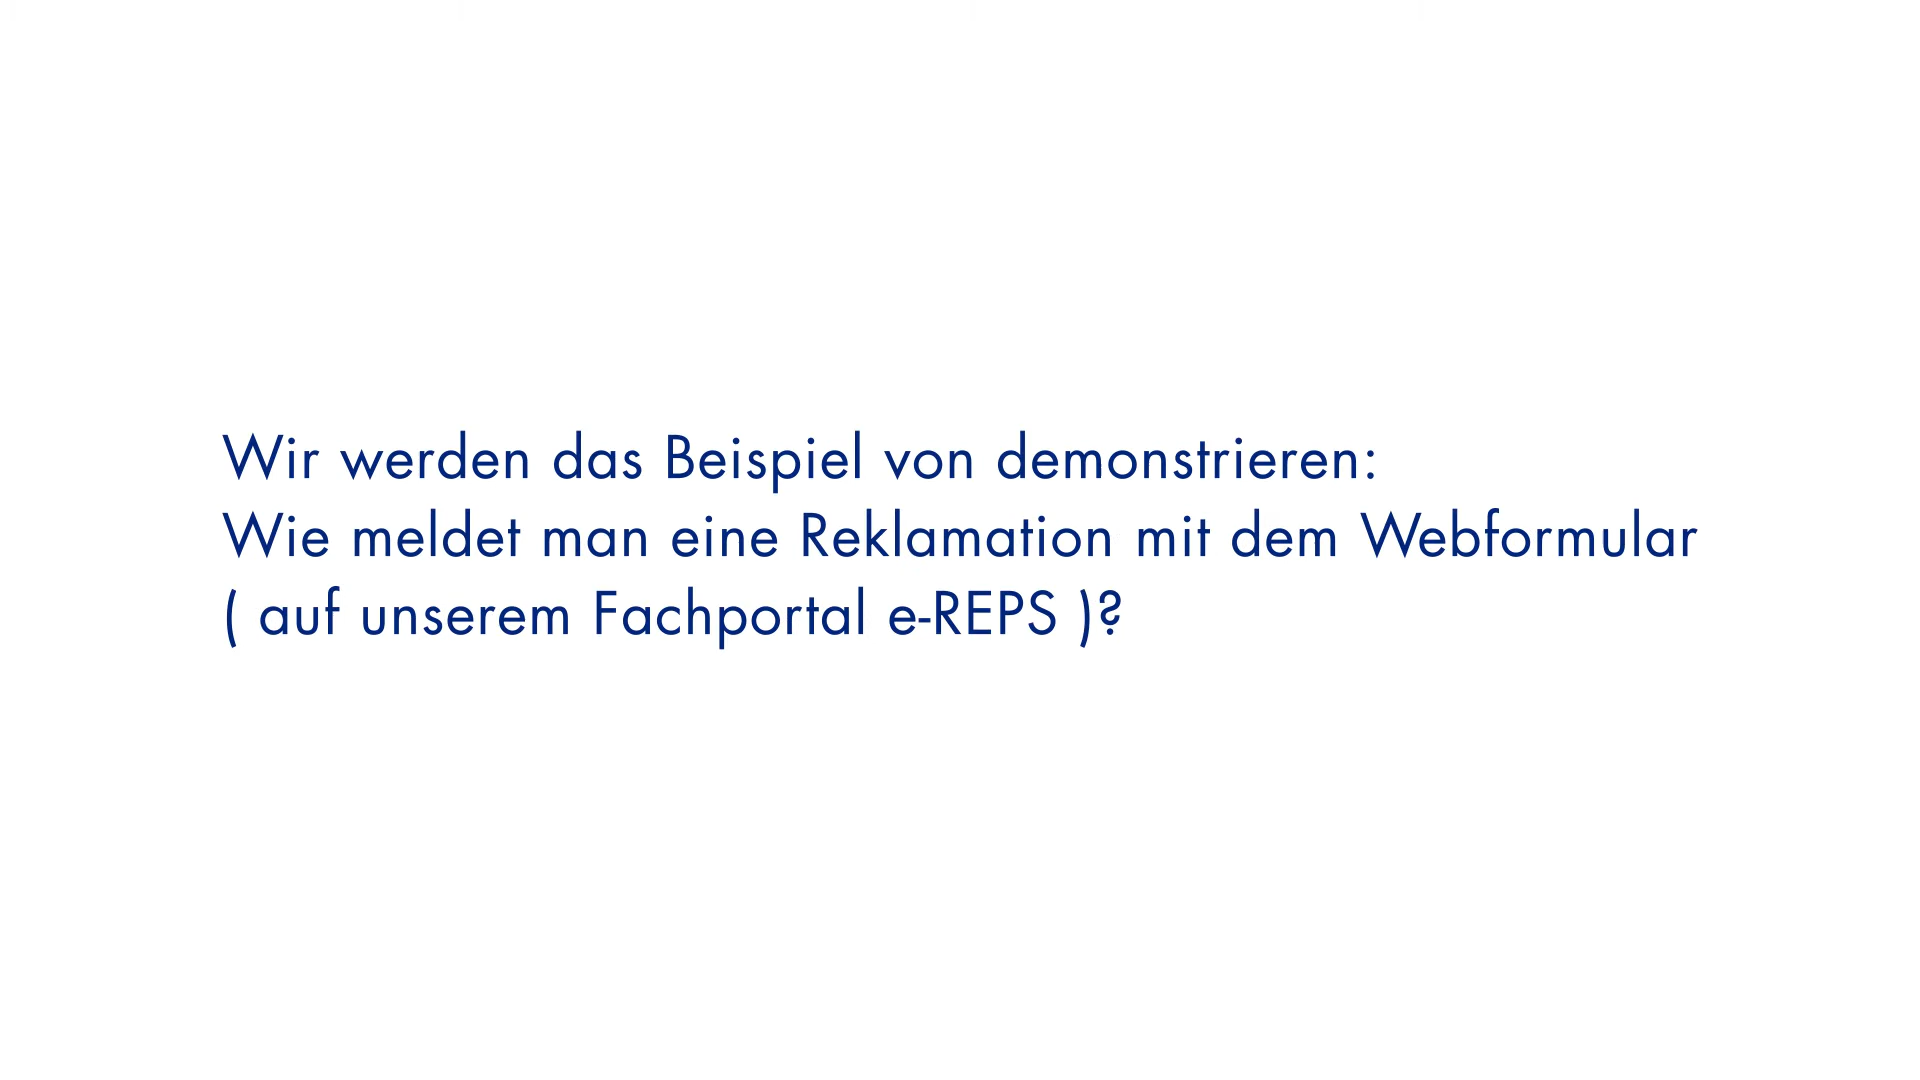 Wir werden das Beispiel von demonstrieren:
Wie meldet man eine Reklamation mit dem Webformular
( auf unserem Fachportal e-REPS )?